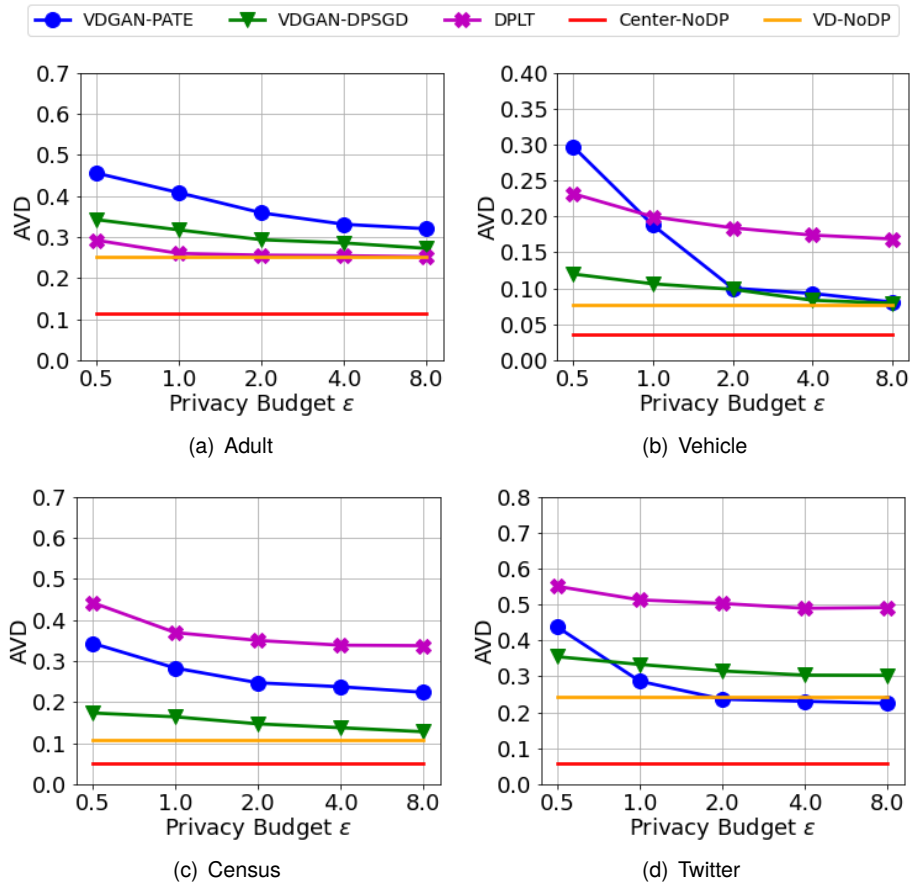 VDGAN-PATE VDGAN-DPSGD DPLT Center-NoDP VD-NoDP
0.7
0.6
0.5
0.4
0.3
0.2
0.1
0.0
AVD
0.5 1.0 2.0 4.0 8.0
Privacy Budget ε
(a) Adult
0.40
0.35
0.30
0.25
0.20
0.15
0.10
0.05
0.00
AVD
0.5 1.0 2.0 4.0 8.0
Privacy Budget ε
(b) Vehicle
0.7
0.6
0.5
0.4
0.3
0.2
0.1
0.0
AVD
0.5 1.0 2.0 4.0 8.0
Privacy Budget ε
(c) Census
0.8
0.7
0.6
0.5
0.4
0.3
0.2
0.1
0.0
AVD
0.5 1.0 2.0 4.0 8.0
Privacy Budget ε
(d) Twitter